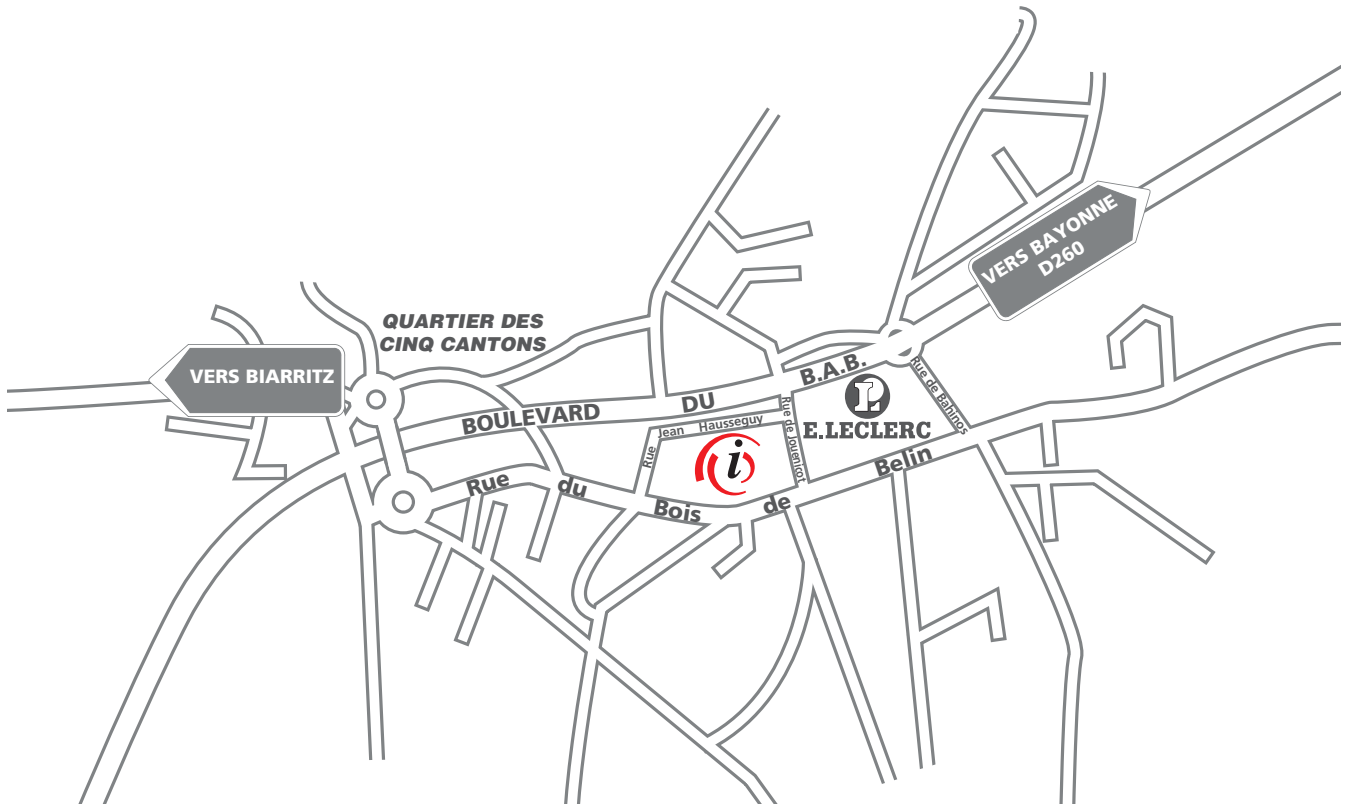 VERS BAYONNE
D260
QUARTIER DES
CINQ CANTONS
VERS BIARRITZ
BOULEVARD DU B.A.B.
Rue de Bahinos
E.LECLERC
Rue Jean Hausseguy
Rue de Jouenicot
i
Rue du Bois de Belin